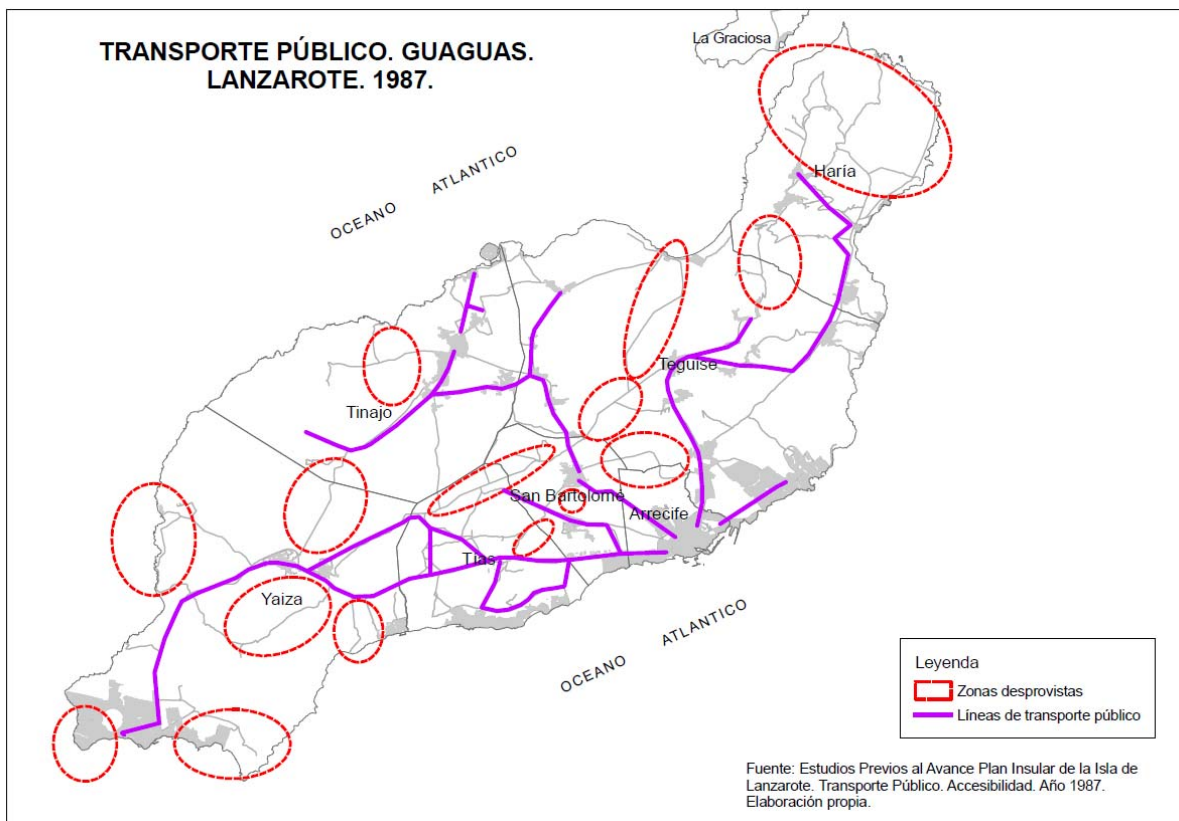 TRANSPORTE PÚBLICO. GUAGUAS.
LANZAROTE. 1987.
La Graciosa
OCEANO ATLANTICO
Haría
Teguise
Tinajo
San Bartolomé
Arrecife
Tías
Yaiza
OCEANO ATLANTICO
Leyenda
Zonas desprovistas
Líneas de transporte público
Fuente: Estudios Previos al Avance Plan Insular de la Isla de
Lanzarote. Transporte Público. Accesibilidad. Año 1987.
Elaboración propia.